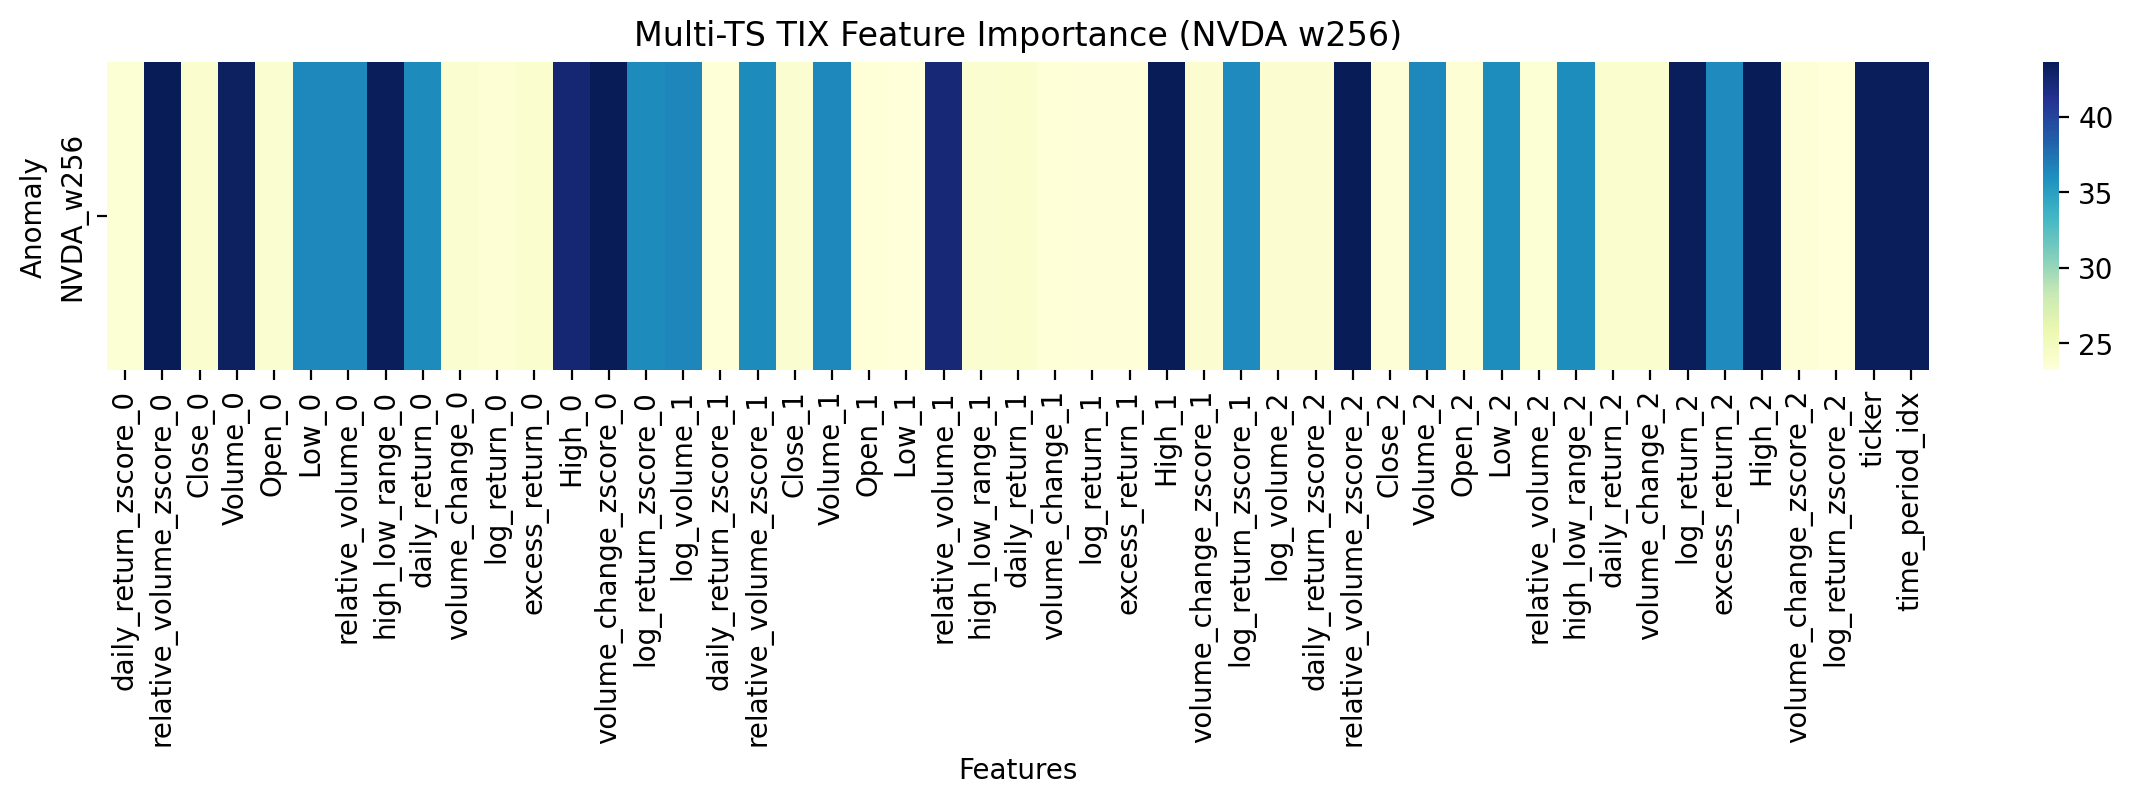 Multi-TS TIX Feature Importance (NVDA w256)
Anomaly
NVDA_w256
40
35
30
25
daily_return_zscore_0
relative_volume_zscore_0
Close_0
Volume_0
Open_0
Low_0
relative_volume_0
high_low_range_0
daily_return_0
volume_change_0
log_return_0
excess_return_0
High_0
volume_change_zscore_0
log_return_zscore_0
log_volume_1
daily_return_zscore_1
relative_volume_zscore_1
Close_1
Volume_1
Open_1
Low_1
relative_volume_1
high_low_range_1
daily_return_1
volume_change_1
log_return_1
excess_return_1
High_1
volume_change_zscore_1
log_return_zscore_1
log_volume_2
daily_return_zscore_2
relative_volume_zscore_2
Close_2
Volume_2
Open_2
Low_2
relative_volume_2
high_low_range_2
daily_return_2
volume_change_2
log_return_2
excess_return_2
High_2
volume_change_zscore_2
log_return_zscore_2
ticker
time_period_idx
Features